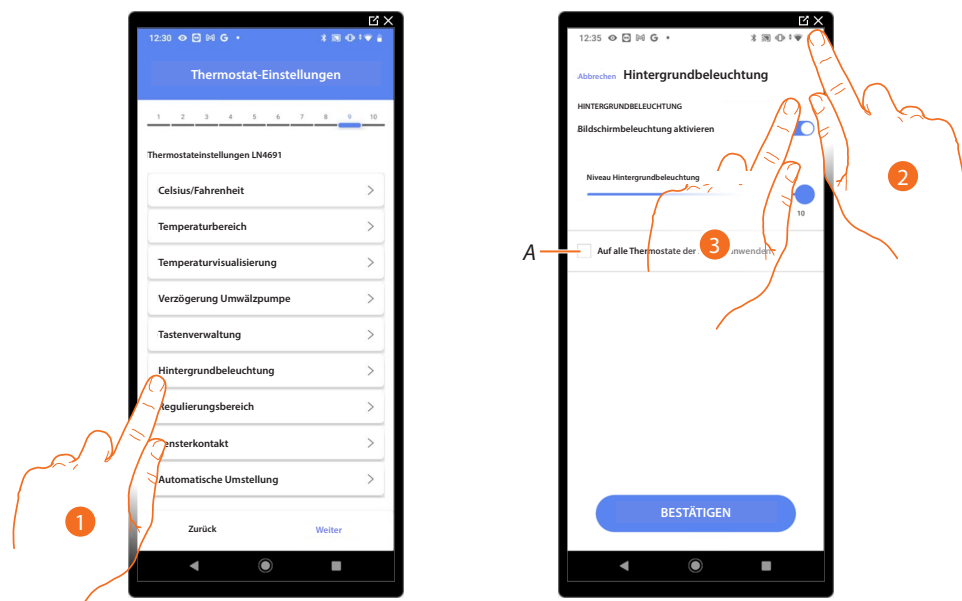 12:30 G
Thermostat-Einstellungen
1 2 3 4 5 6 7 8 9 10
Thermostateinstellungen LN4691
Celsius/Fahrenheit
Temperaturbereich
Temperaturvisualisierung
Verzögerung Umwälzpumpe
Tastenverwaltung
Hintergrundbeleuchtung
Regulierungsbereich
ensterkontakt
Automatische Umstellung
Zurück Weiter
1
12:35 G
Abbrechen Hintergrundbeleuchtung
HINTERGRUNDBELEUCHTUNG
Bildschirmbeleuchtung aktivieren
2
Niveau Hintergrundbeleuchtung
10
A
Auf alle Thermostate der
3
BESTÄTIGEN